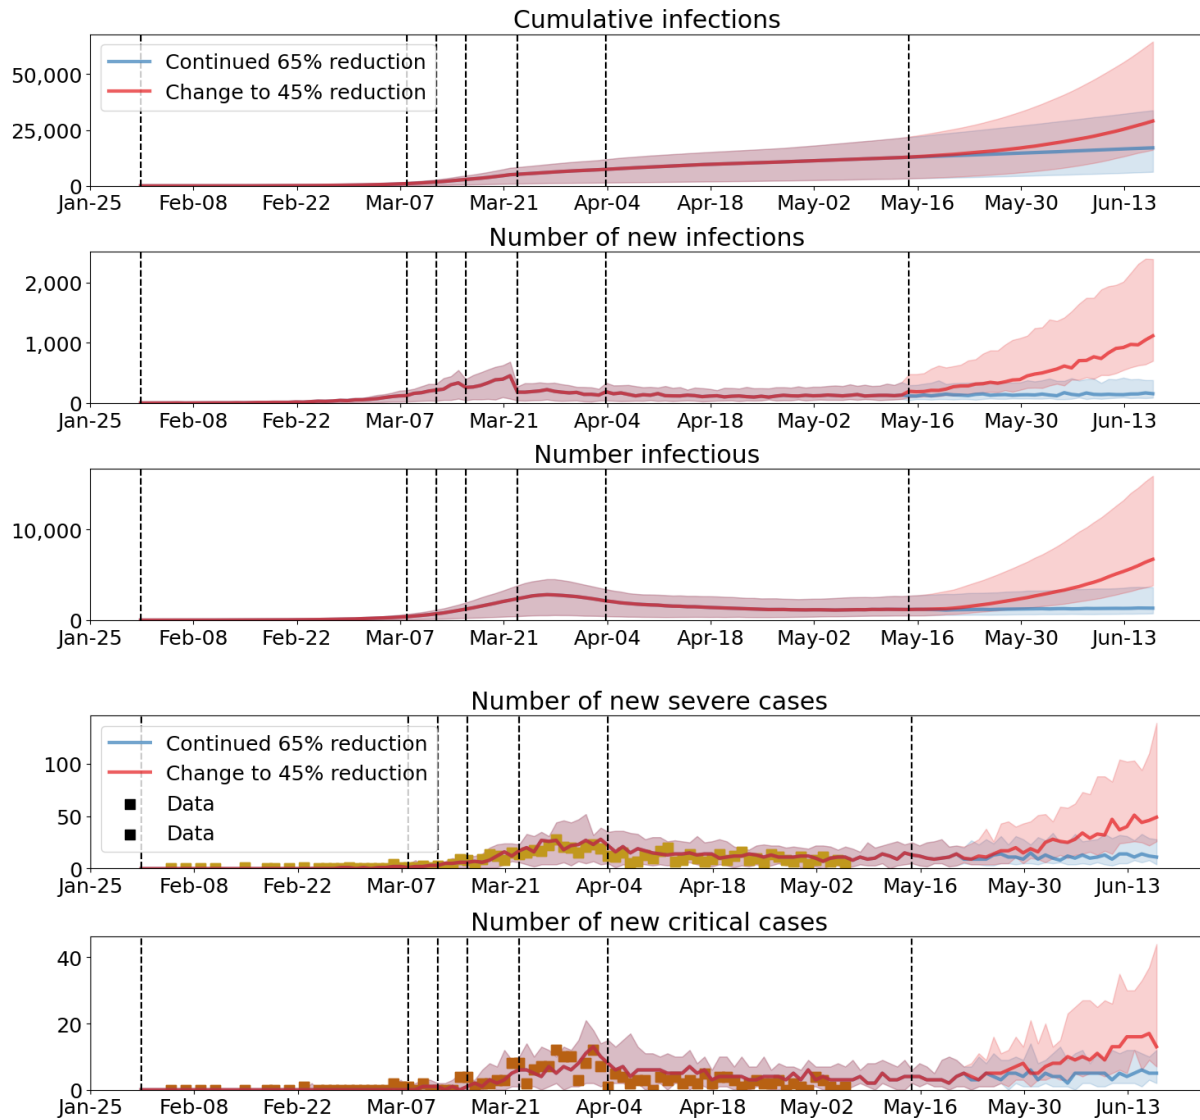 Cumulative infections
Continued 65% reduction
Change to 45% reduction
50,000
25,000
0
Jan-25 Feb-08 Feb-22 Mar-07 Mar-21 Apr-04 Apr-18 May-02 May-16 May-30 Jun-13
Number of new infections
2,000
1,000
0
Jan-25 Feb-08 Feb-22 Mar-07 Mar-21 Apr-04 Apr-18 May-02 May-16 May-30 Jun-13
Number infectious
10,000
0
Jan-25 Feb-08 Feb-22 Mar-07 Mar-21 Apr-04 Apr-18 May-02 May-16 May-30 Jun-13
Number of new severe cases
Continued 65% reduction
Change to 45% reduction
Data
Data
100
50
0
Jan-25 Feb-08 Feb-22 Mar-07 Mar-21 Apr-04 Apr-18 May-02 May-16 May-30 Jun-13
Number of new critical cases
40
20
0
Jan-25 Feb-08 Feb-22 Mar-07 Mar-21 Apr-04 Apr-18 May-02 May-16 May-30 Jun-13